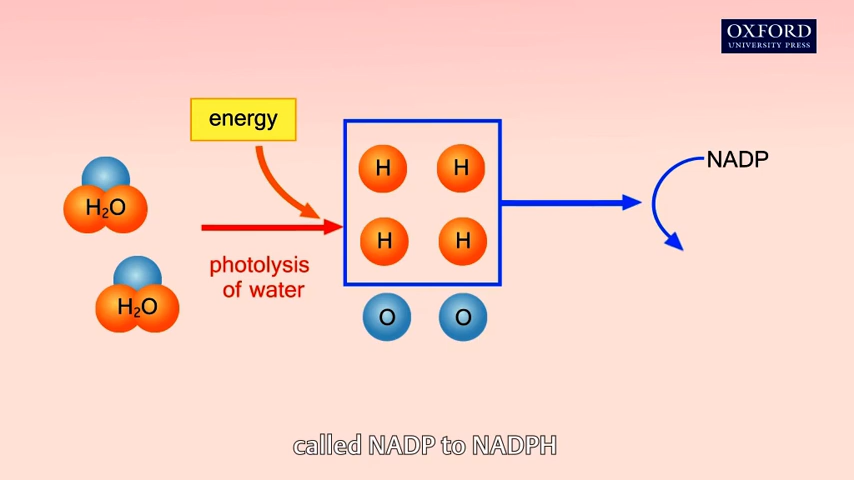 OXFORD
UNIVERSITY PRESS
energy
H H
NADP
H₂O
H H
photolysis
of water
H₂O
O O
called NADP to NADPH